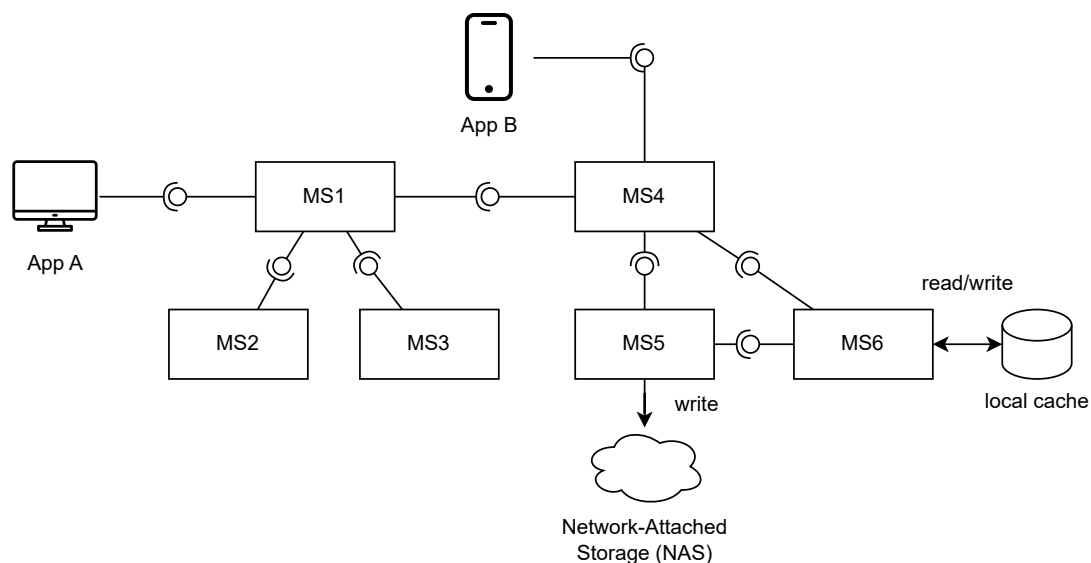 App B
MS1
MS4
App A
read/write
MS2
MS3
MS5
MS6
local cache
write
Network-Attached
Storage (NAS)